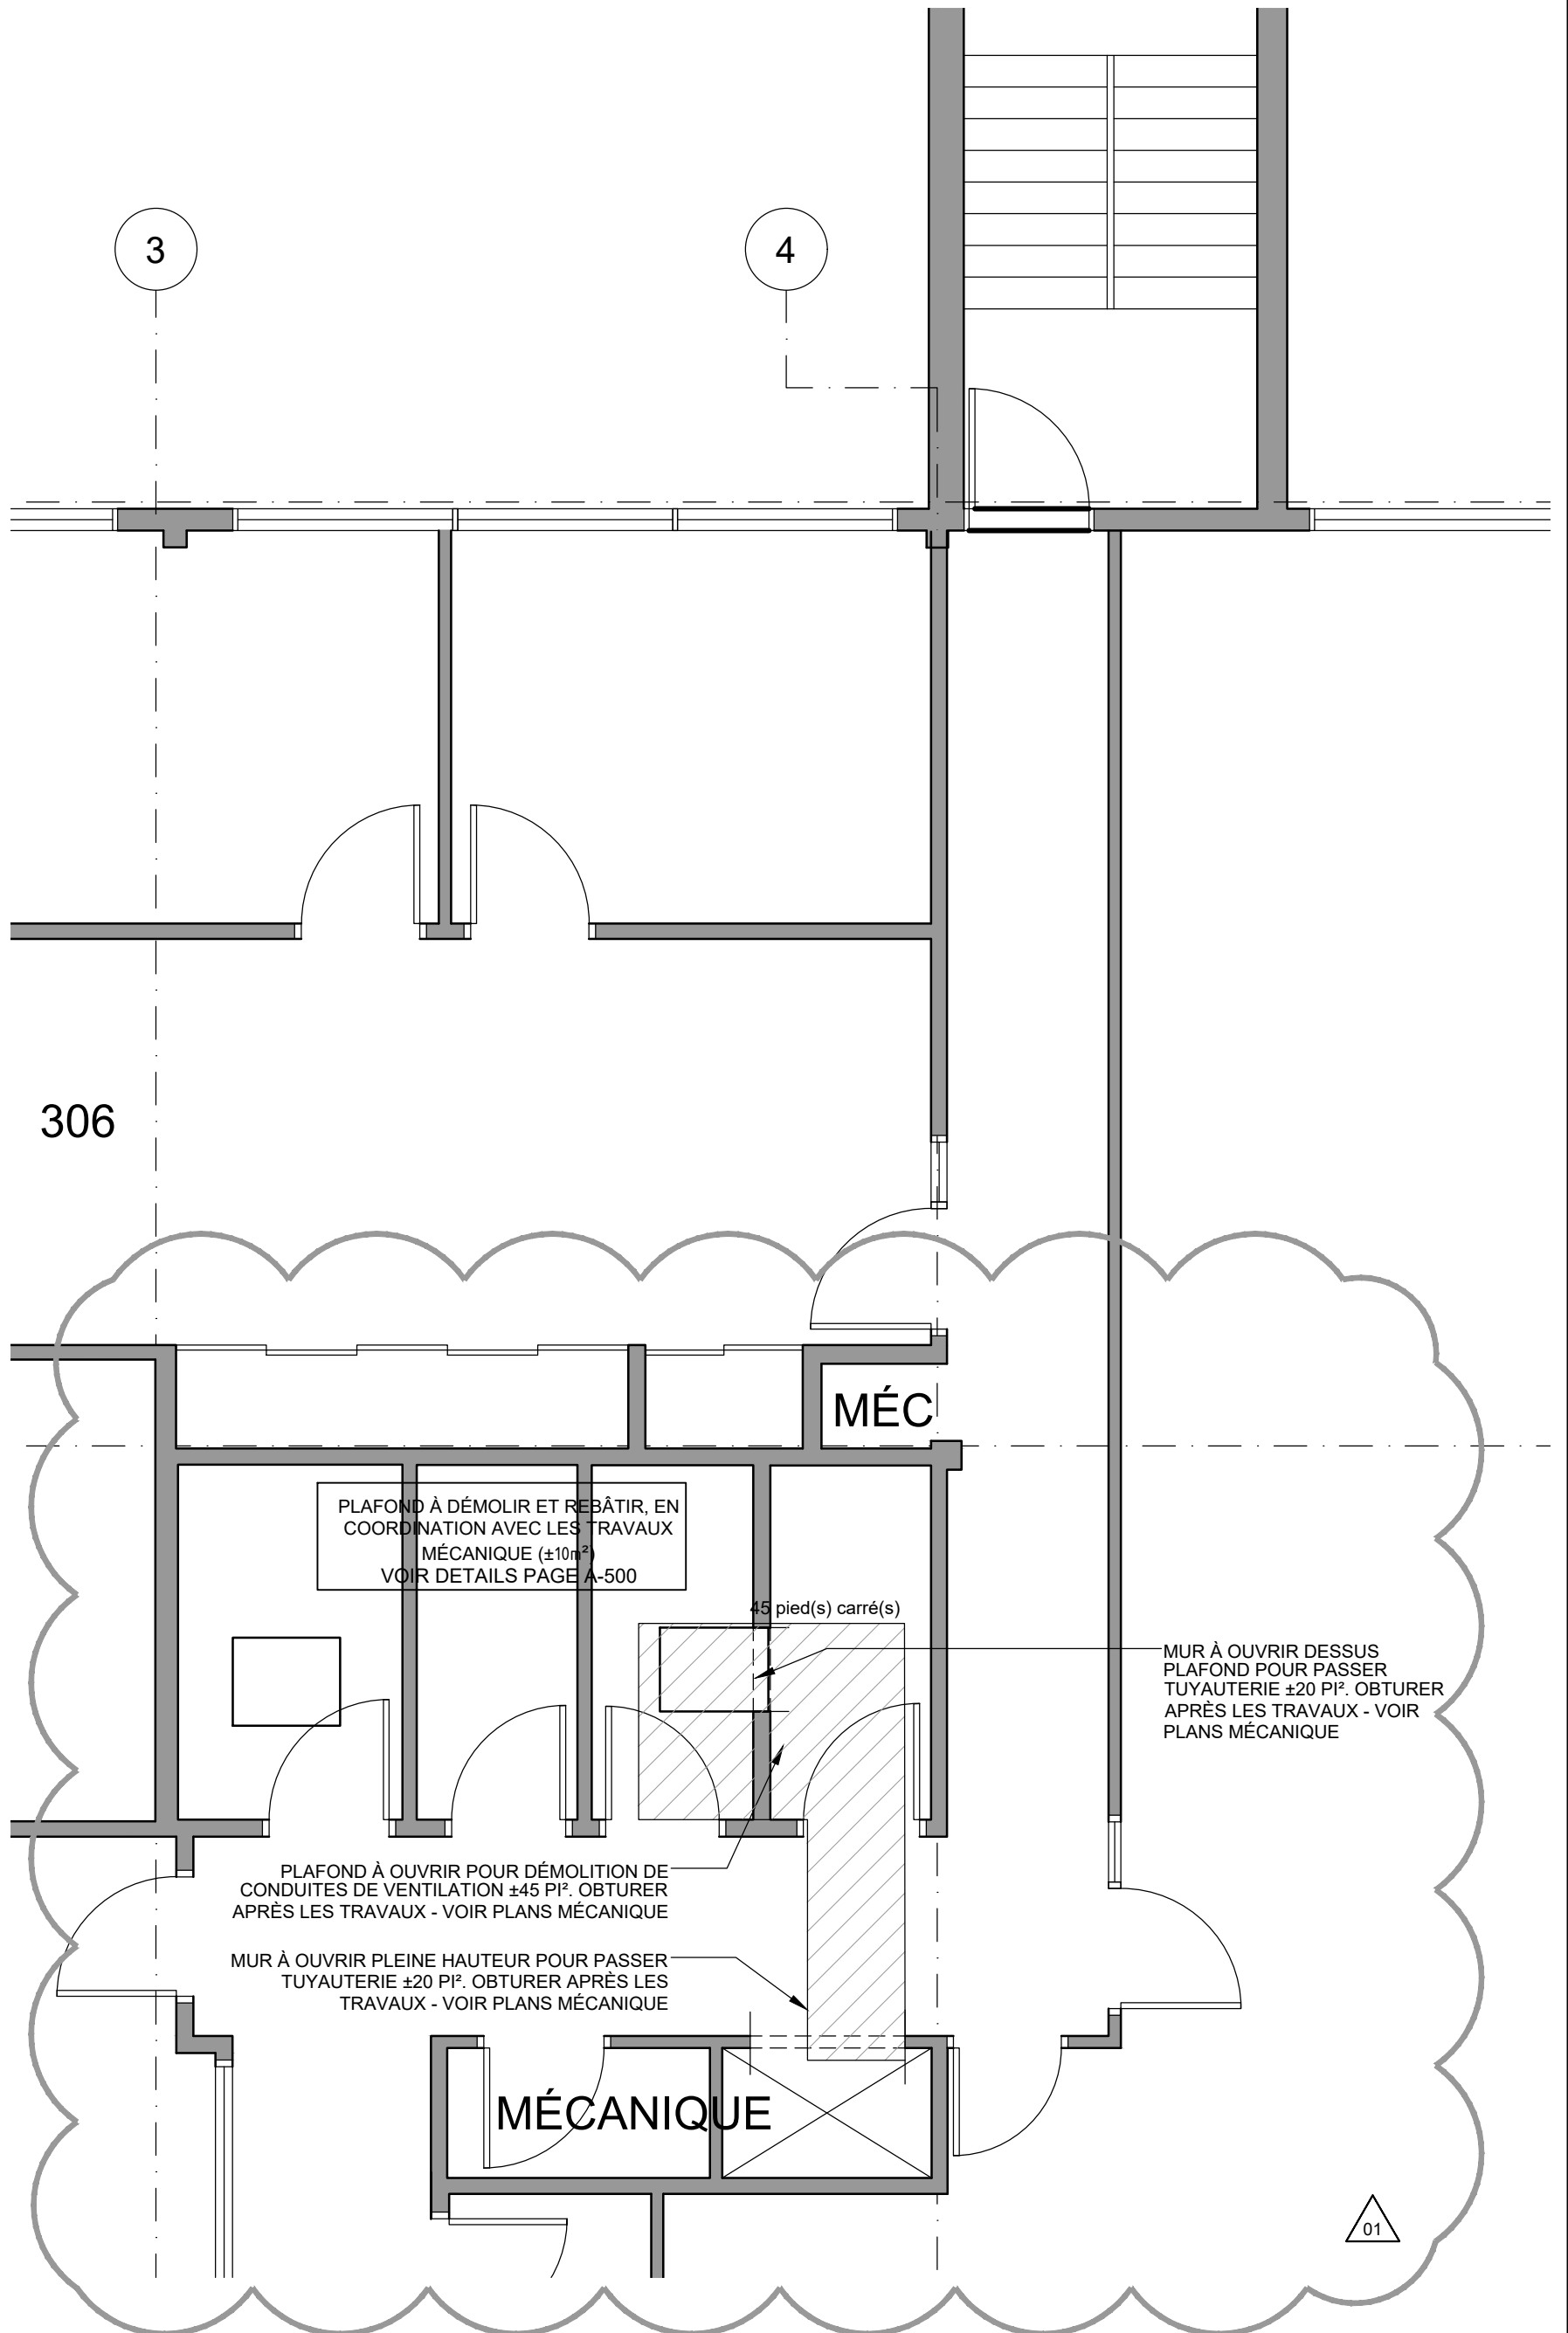 3
4
306
MÉC
PLAFOND À DÉMOLIR ET REBÂTIR, EN
COORDINATION AVEC LES TRAVAUX
MÉCANIQUE (±10m²)
VOIR DETAILS PAGE A-500
45 pied(s) carré(s)
MUR À OUVRIR DESSUS
PLAFOND POUR PASSER
TUYAUTERIE ±20 PI². OBTURER
APRÈS LES TRAVAUX - VOIR
PLANS MÉCANIQUE
PLAFOND À OUVRIR POUR DÉMOLITION DE
CONDUITES DE VENTILATION ±45 PI². OBTURER
APRÈS LES TRAVAUX - VOIR PLANS MÉCANIQUE
MUR À OUVRIR PLEINE HAUTEUR POUR PASSER
TUYAUTERIE ±20 PI². OBTURER APRÈS LES
TRAVAUX - VOIR PLANS MÉCANIQUE
MÉCANIQUE
01